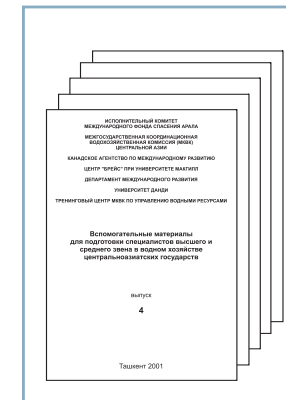 ИСПОЛНИТЕЛЬНЫЙ КОМИТЕТ
МЕЖДУНАРОДНОГО ФОНДА СПАСЕНИЯ АРАЛА
МЕЖГОСУДАРСТВЕННАЯ КООРДИНАЦИОННАЯ
ВОДОХОЗЯЙСТВЕННАЯ КОМИССИЯ (МКВК)
ЦЕНТРАЛЬНОЙ АЗИИ
КАНАДСКОЕ АГЕНТСТВО ПО МЕЖДУНАРОДНОМУ РАЗВИТИЮ
ЦЕНТР "БРЕЙС" ПРИ УНИВЕРСИТЕТЕ МАКГИЛЛ
ДЕПАРТАМЕНТ МЕЖДУНАРОДНОГО РАЗВИТИЯ
УНИВЕРСИТЕТ ДАНДИ
ТРЕНИНГОВЫЙ ЦЕНТР МКВК ПО УПРАВЛЕНИЮ ВОДНЫМИ РЕСУРСАМИ
Вспомогательные материалы
для подготовки специалистов высшего и
среднего звена в водном хозяйстве
центральноазиатских государств
выпуск
4
Ташкент 2001